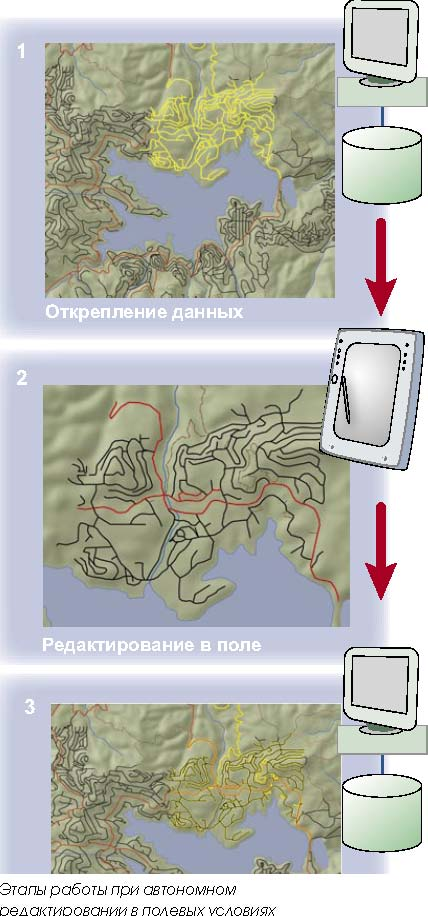 1
Открепление данных
2
Редактирование в поле
3
Этапы работы при автономном
редактировании в полевых условиях